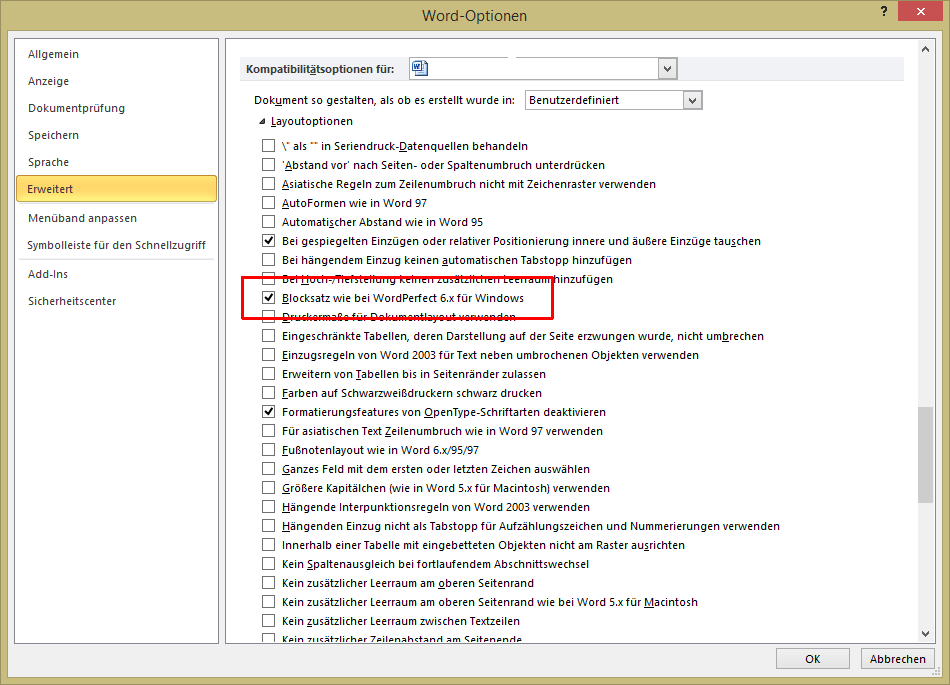 Word-Optionen
Allgemein
Anzeige
Dokumentprüfung
Speichern
Sprache
Erweitert
Menüband anpassen
Symbolleiste für den Schnellzugriff
Add-Ins
Sicherheitscenter
Kompatibilitätsoptionen für:
Dokument so gestalten, als ob es erstellt wurde in: Benutzerdefiniert
Layoutoptionen
\" als "" in Seriendruck-Datenquellen behandeln
'Abstand vor' nach Seiten- oder Spaltenumbruch unterdrücken
Asiatische Regeln zum Zeilenumbruch nicht mit Zeichenraster verwenden
AutoFormen wie in Word 97
Automatischer Abstand wie in Word 95
Bei gespiegelten Einzügen oder relativer Positionierung innere und äußere Einzüge tauschen
Bei hängendem Einzug keinen automatischen Tabstopp hinzufügen
Bei Hoch-/Tiefstellung keinen zusätzlichen Leerraum hinzufügen
Blocksatz wie bei WordPerfect 6.x für Windows
Druckermaße für Dokumentlayout verwenden
Eingeschränkte Tabellen, deren Darstellung auf der Seite erzwungen wurde, nicht umbrechen
Einzugsregeln von Word 2003 für Text neben umbrochenen Objekten verwenden
Erweitern von Tabellen bis in Seitenränder zulassen
Farben auf Schwarzweißdruckern schwarz drucken
Formatierungsfeatures von OpenType-Schriftarten deaktivieren
Für asiatischen Text Zeilenumbruch wie in Word 97 verwenden
Fußnotenlayout wie in Word 6.x/95/97
Ganzes Feld mit dem ersten oder letzten Zeichen auswählen
Größere Kapitälchen (wie in Word 5.x für Macintosh) verwenden
Hängende Interpunktionsregeln von Word 2003 verwenden
Hängenden Einzug nicht als Tabstopp für Aufzählungszeichen und Nummerierungen verwenden
Innerhalb einer Tabelle mit eingebetteten Objekten nicht am Raster ausrichten
Kein Spaltenausgleich bei fortlaufendem Abschnittswechsel
Kein zusätzlicher Leerraum am oberen Seitenrand
Kein zusätzlicher Leerraum am oberen Seitenrand wie bei Word 5.x für Macintosh
Kein zusätzlicher Leerraum zwischen Textzeilen
Kein zusätzlicher Zeilenabstand am Seitenende
OK
Abbrechen